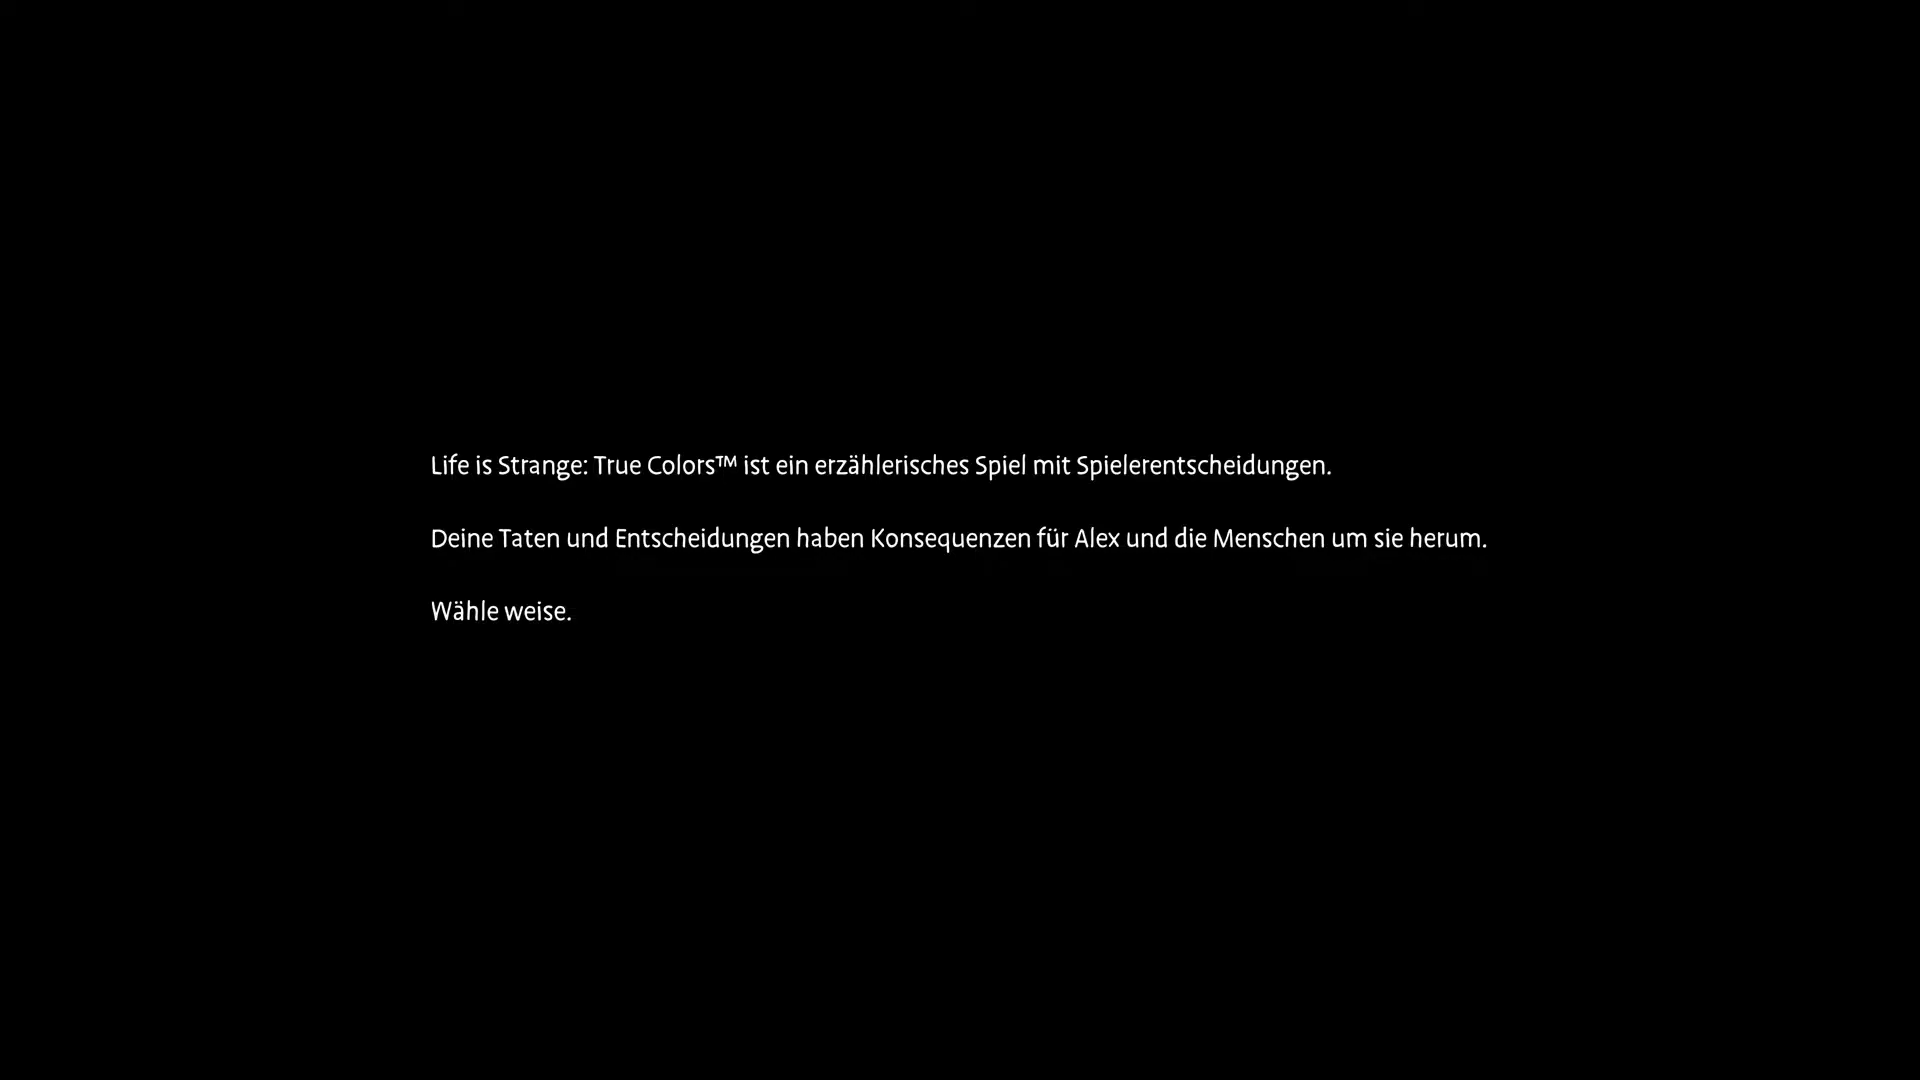 Life is Strange: True Colors™ ist ein erzählerisches Spiel mit Spielerentscheidungen.
Deine Taten und Entscheidungen haben Konsequenzen für Alex und die Menschen um sie herum.
Wähle weise.